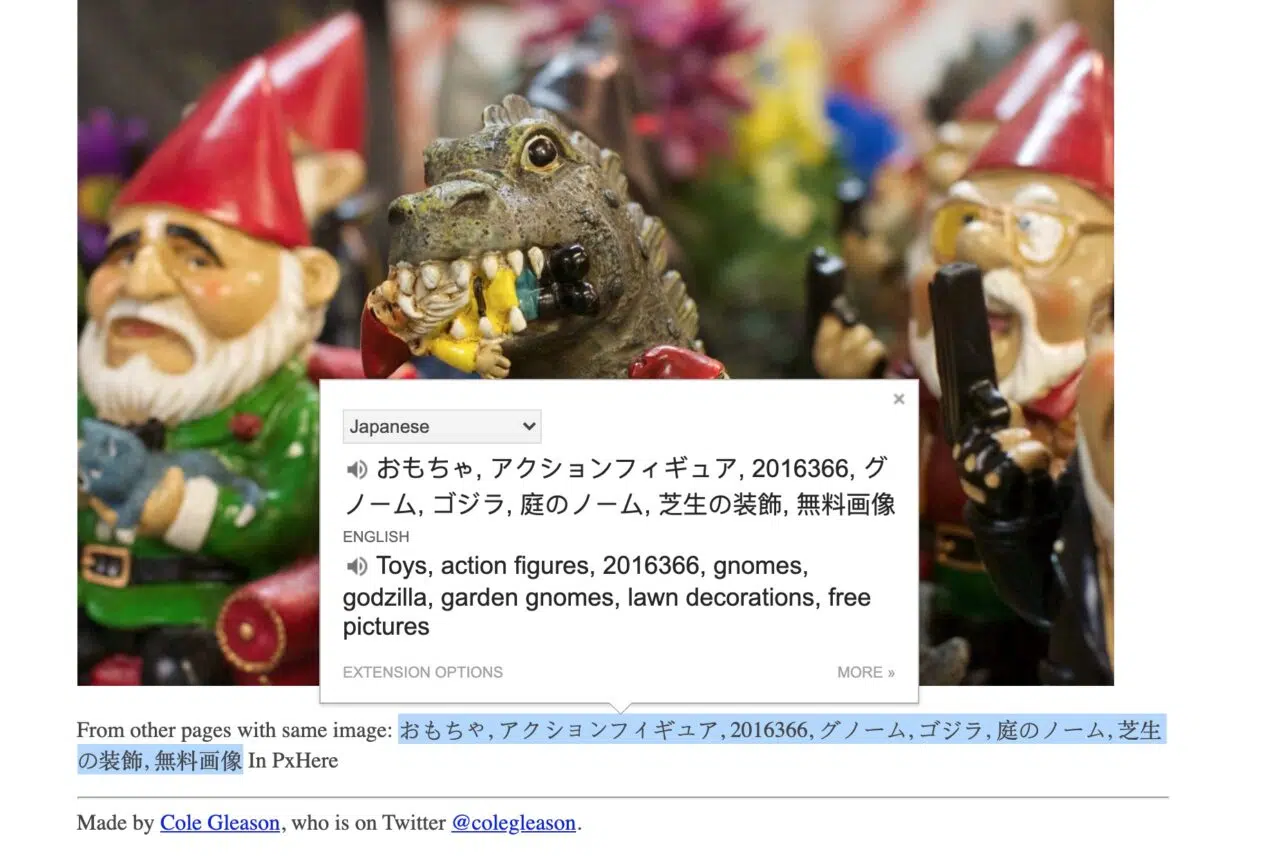 ×
Japanese
おもちゃ, アクションフィギュア, 2016366, グ
ノーム, ゴジラ, 庭のノーム, 芝生の装飾, 無料画像
ENGLISH
Toys, action figures, 2016366, gnomes,
godzilla, garden gnomes, lawn decorations, free
pictures
EXTENSION OPTIONS MORE »
From other pages with same image: おもちゃ, アクションフィギュア, 2016366, グノーム, ゴジラ, 庭のノーム, 芝生
の装飾, 無料画像 In PxHere
Made by Cole Gleason, who is on Twitter @colegleason.